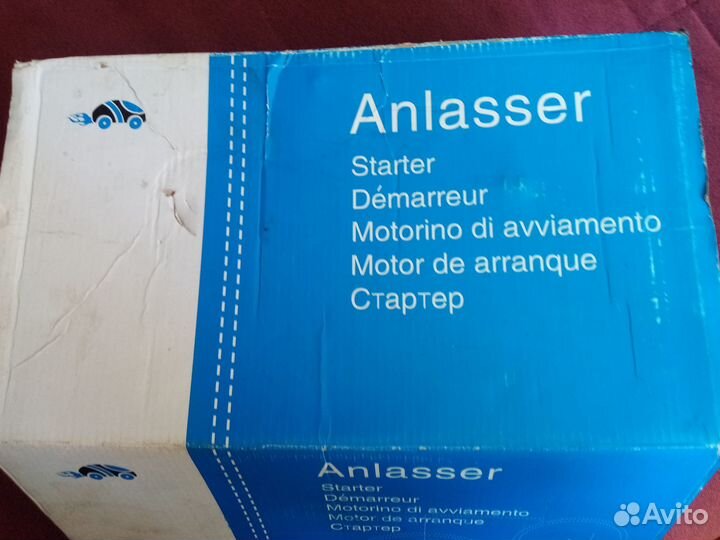 Anlasser
Starter
Démarreur
Motorino di avviamento
Motor de arranque
Стартер
Anlasser
Starter
Démarreur
Motorino di avviamento
Motor de arranque
Стартер
Avito